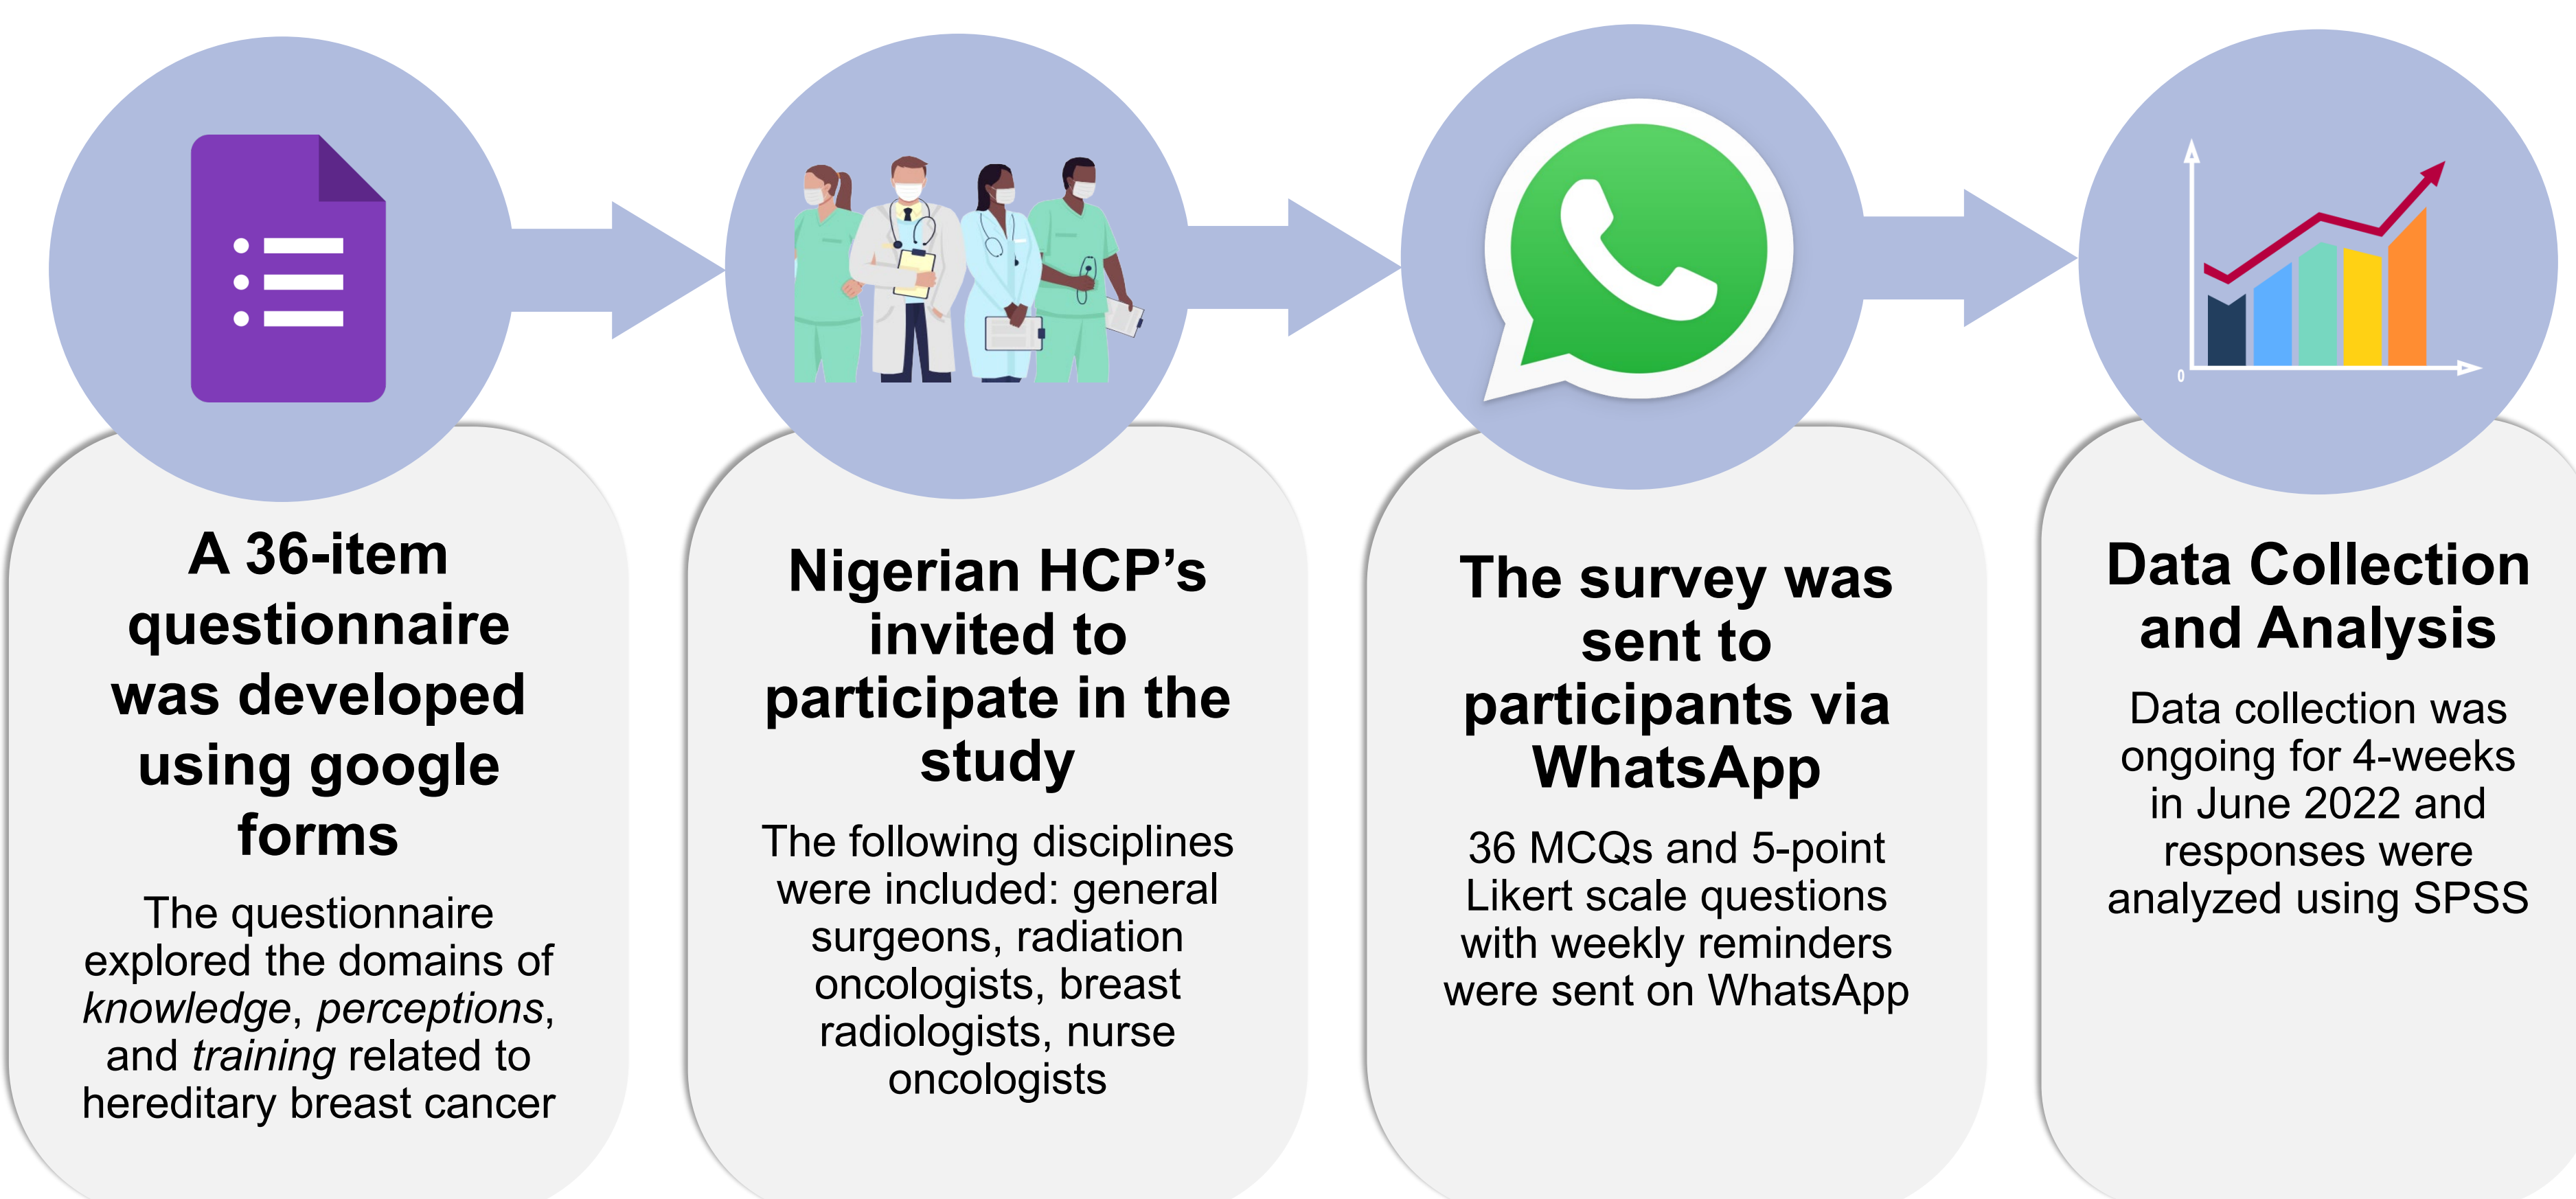 A 36-item
questionnaire
was developed
using google
forms
The questionnaire
explored the domains of
knowledge, perceptions,
and training related to
hereditary breast cancer
Nigerian HCP’s
invited to
participate in the
study
The following disciplines
were included: general
surgeons, radiation
oncologists, breast
radiologists, nurse
oncologists
The survey was
sent to
participants via
WhatsApp
36 MCQs and 5-point
Likert scale questions
with weekly reminders
were sent on WhatsApp
0
Data Collection
and Analysis
Data collection was
ongoing for 4-weeks
in June 2022 and
responses were
analyzed using SPSS